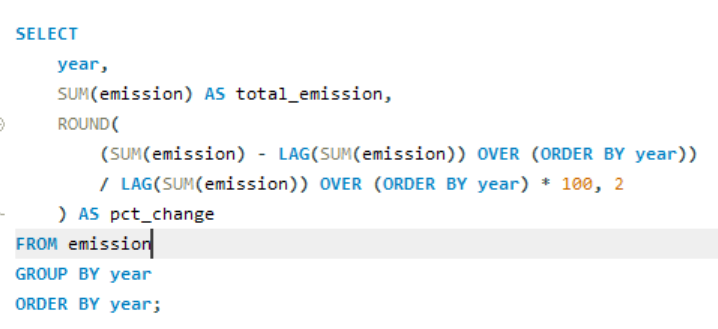 SELECT
    year,
    SUM(emission) AS total_emission,
    ROUND(
        (SUM(emission) - LAG(SUM(emission)) OVER (ORDER BY year))
        / LAG(SUM(emission)) OVER (ORDER BY year) * 100, 2
    ) AS pct_change
FROM emission
GROUP BY year
ORDER BY year;